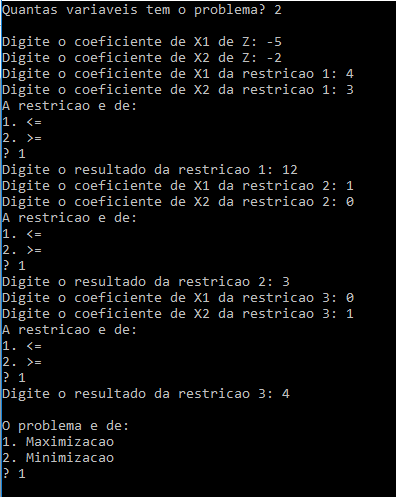 Quantas variaveis tem o problema? 2
Digite o coeficiente de X1 de Z: -5
Digite o coeficiente de X2 de Z: -2
Digite o coeficiente de X1 da restricao 1: 4
Digite o coeficiente de X2 da restricao 1: 3
A restricao e de:
1. <=
2. >=
? 1
Digite o resultado da restricao 1: 12
Digite o coeficiente de X1 da restricao 2: 1
Digite o coeficiente de X2 da restricao 2: 0
A restricao e de:
1. <=
2. >=
? 1
Digite o resultado da restricao 2: 3
Digite o coeficiente de X1 da restricao 3: 0
Digite o coeficiente de X2 da restricao 3: 1
A restricao e de:
1. <=
2. >=
? 1
Digite o resultado da restricao 3: 4
O problema e de:
1. Maximizacao
2. Minimizacao
? 1